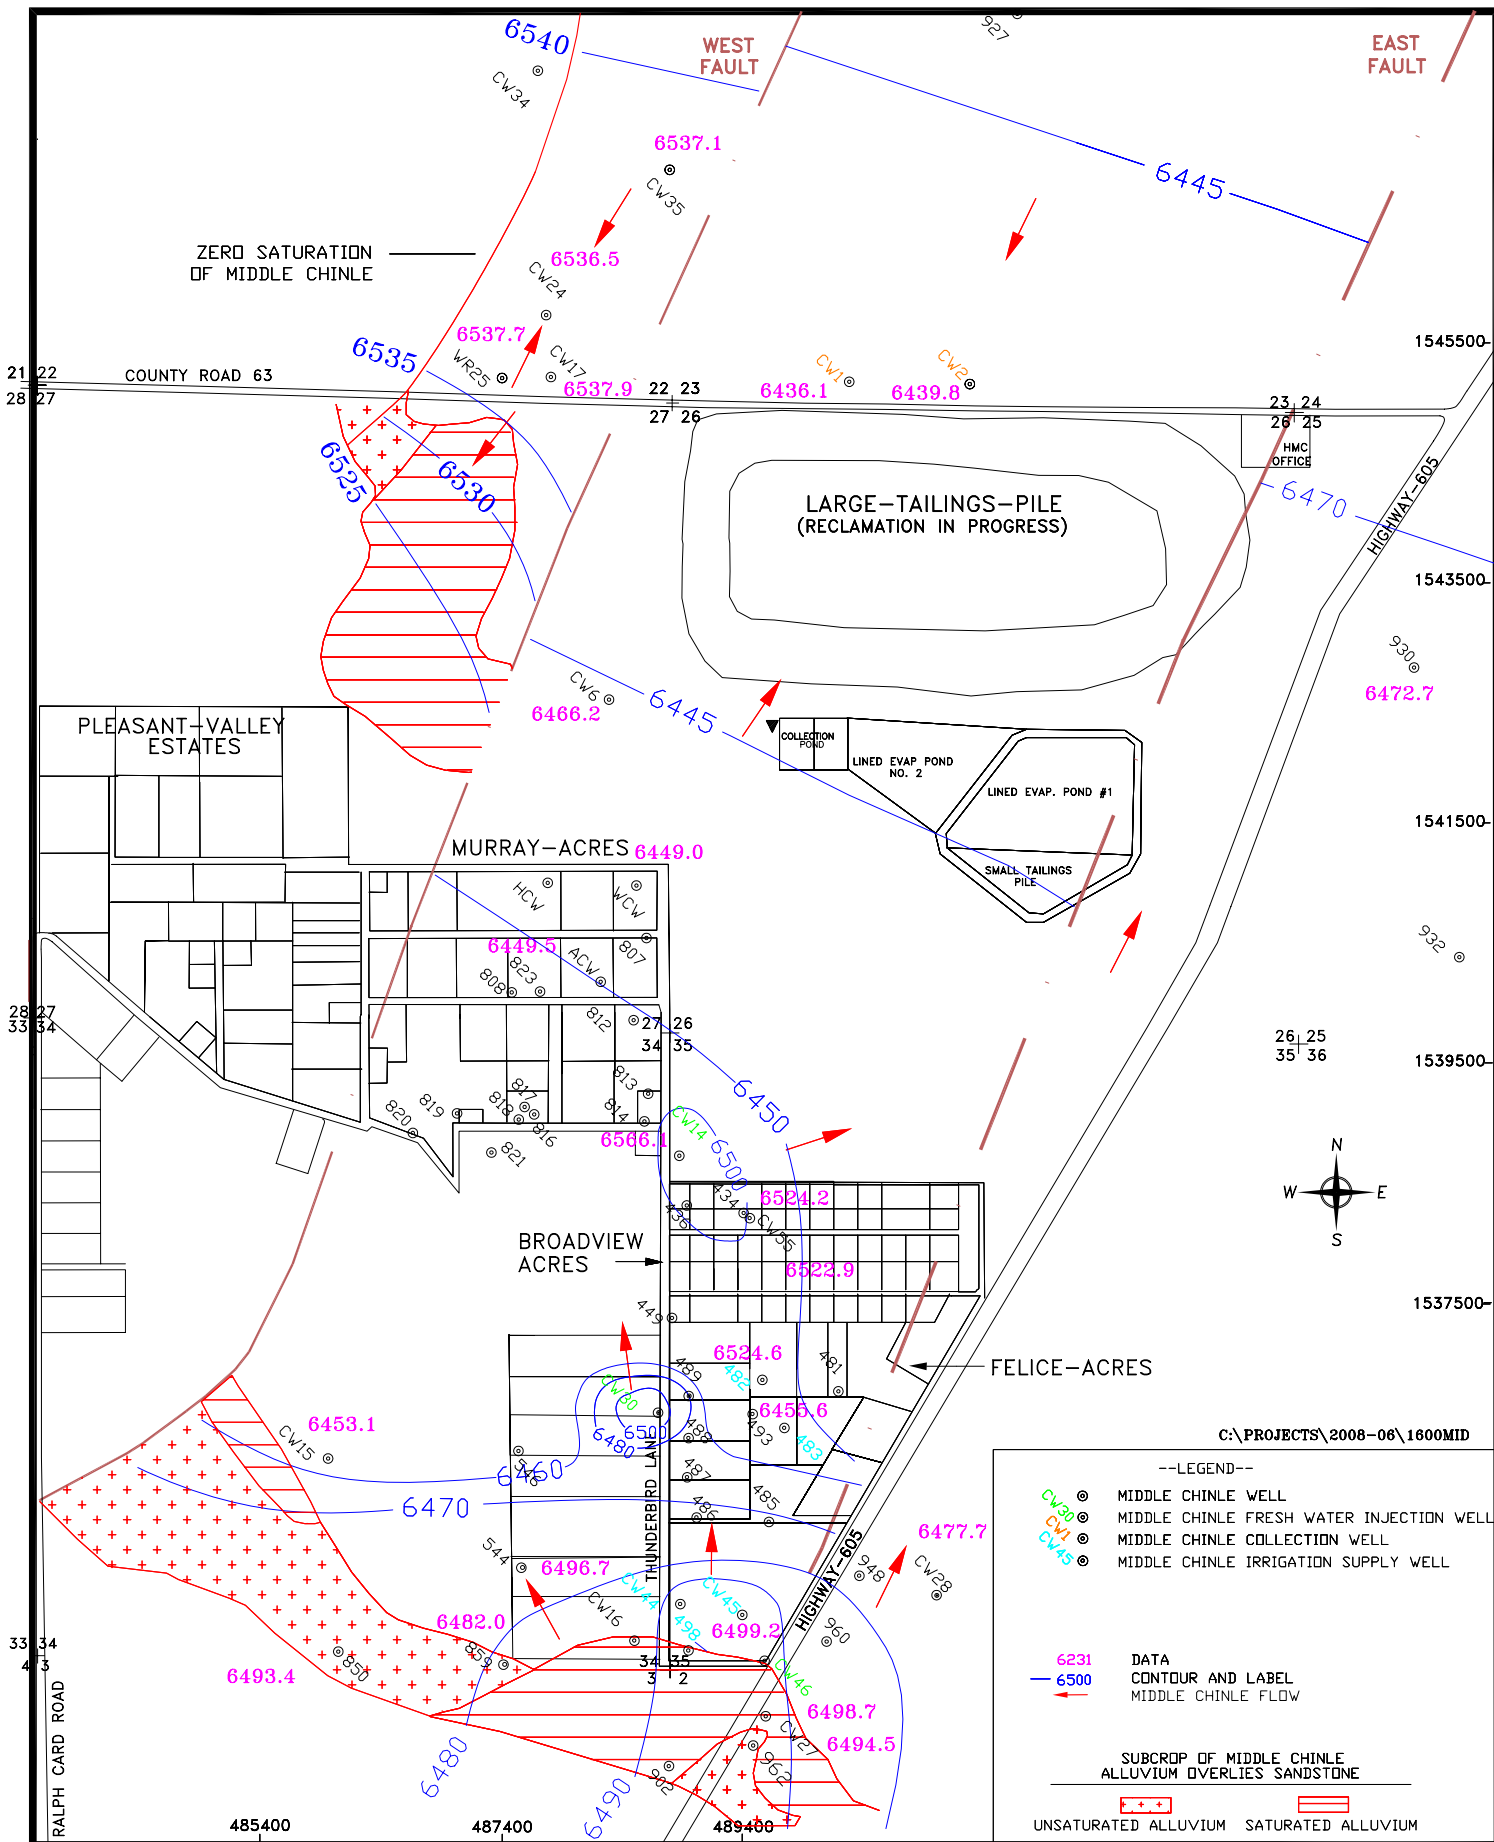 6540
WEST
FAULT
927
EAST
FAULT
CW34
6537.1
CW35
6445
ZERO SATURATION
OF MIDDLE CHINLE
6536.5
CW24
6537.7
6535
WR25
CW17
6537.9
1545500
21 22
28 27
COUNTY ROAD 63
22 23
27 26
6436.1
CW1
6439.8
CW2
23 24
26 25
HMC
OFFICE
6525
6530
LARGE-TAILINGS-PILE
(RECLAMATION IN PROGRESS)
6470
HIGHWAY-605
1543500
930
6472.7
CW6
6466.2
6445
PLEASANT-VALLEY
ESTATES
COLLECTION
POND
LINED EVAP POND
NO. 2
LINED EVAP. POND #1
1541500
SMALL TAILINGS
PILE
MURRAY-ACRES
6449.0
HCW
WCW
6449.5
807
808
823
ACW
812
932
28 27
33 34
27 26
34 35
26 25
35 36
1539500
813
814
817
818
816
819
820
821
6450
CW14
6566.1
6500
6524.2
434
436
CW55
N
W E
S
BROADVIEW
ACRES
6522.9
449
1537500
6524.6
489
482
481
FELICE-ACRES
CW30
6500
6480
6455.6
488
493
483
6453.1
CW15
546
6460
487
6470
486
485
THUNDERBIRD LANE
C:\PROJECTS\2008-06\1600MID
--LEGEND--
CW30
CW1
CW45
MIDDLE CHINLE WELL
MIDDLE CHINLE FRESH WATER INJECTION WELL
MIDDLE CHINLE COLLECTION WELL
MIDDLE CHINLE IRRIGATION SUPPLY WELL
6477.7
544
6496.7
HIGHWAY-605
948
CW28
CW44
CW45
CW16
498
6499.2
960
6482.0
859
33 34
4 3
850
6493.4
34 35
3 2
CW46
6231 DATA
6500 CONTOUR AND LABEL
MIDDLE CHINLE FLOW
6498.7
CW27
6494.5
962
902
6480
6490
RALPH CARD ROAD
SUBCROP OF MIDDLE CHINLE
ALLUVIUM OVERLIES SANDSTONE
UNSATURATED ALLUVIUM SATURATED ALLUVIUM
485400
487400
489400